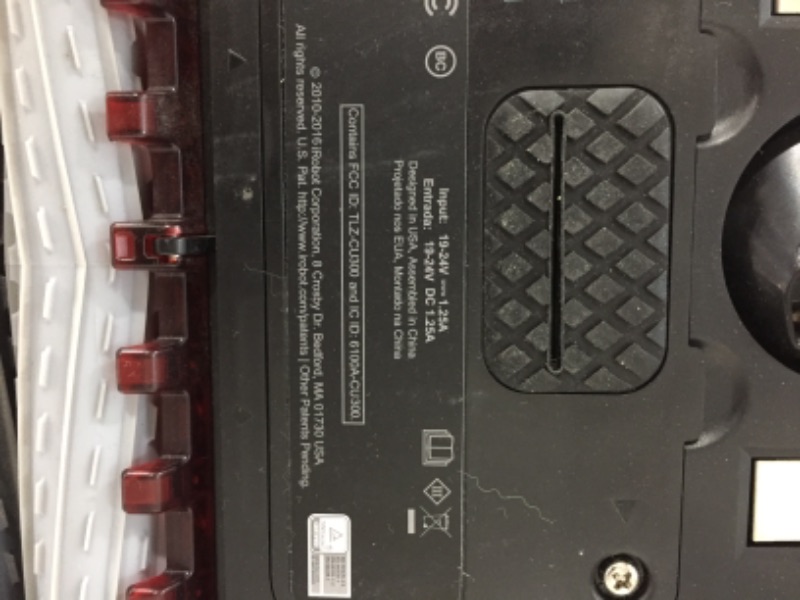 Input: 19-24V ⎓ 1.25A
Entrada: 19-24V DC 1.25A
Designed in USA, Assembled in China
Projetado nos EUA, Montado na China
Contains FCC ID: TLZ-CU300 and IC ID: 6100A-CU300
© 2010-2016 iRobot Corporation, 8 Crosby Dr. Bedford, MA 01730 USA
All rights reserved. U.S. Pat. http://www.irobot.com/patents | Other Patents Pending.
BC